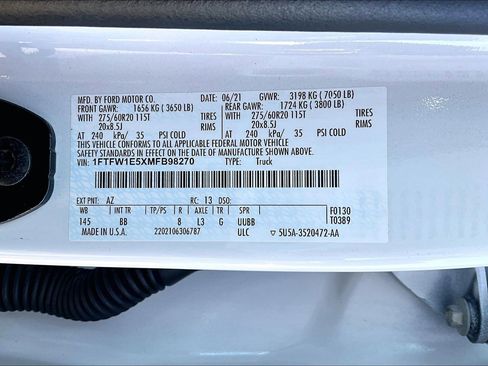 MFD. BY FORD MOTOR CO. 06/21 GVWR: 3198 KG ( 7050 LB)
FRONT GAWR: 1656 KG ( 3650 LB) REAR GAWR: 1724 KG ( 3800 LB)
WITH 275/60R20 115T TIRES WITH 275/60R20 115T TIRES
20x8.5J RIMS 20x8.5J RIMS
AT 240 kPa/ 35 PSI COLD AT 240 kPa/ 35 PSI COLD
THIS VEHICLE CONFORMS TO ALL APPLICABLE FEDERAL MOTOR VEHICLE
SAFETY STANDARDS IN EFFECT ON THE DATE OF MANUFACTURE SHOWN ABOVE.
VIN: 1FTFW1E5XMFB98270 TYPE: Truck
EXT PNT: AZ RC: 13 DSO:
WB INT TR TP/PS R AXLE TR SPR F0130
145 BB 8 L3 G UUBB T0389
MADE IN U.S.A. 2202106306787 ULC 5U5A-3520472-AA